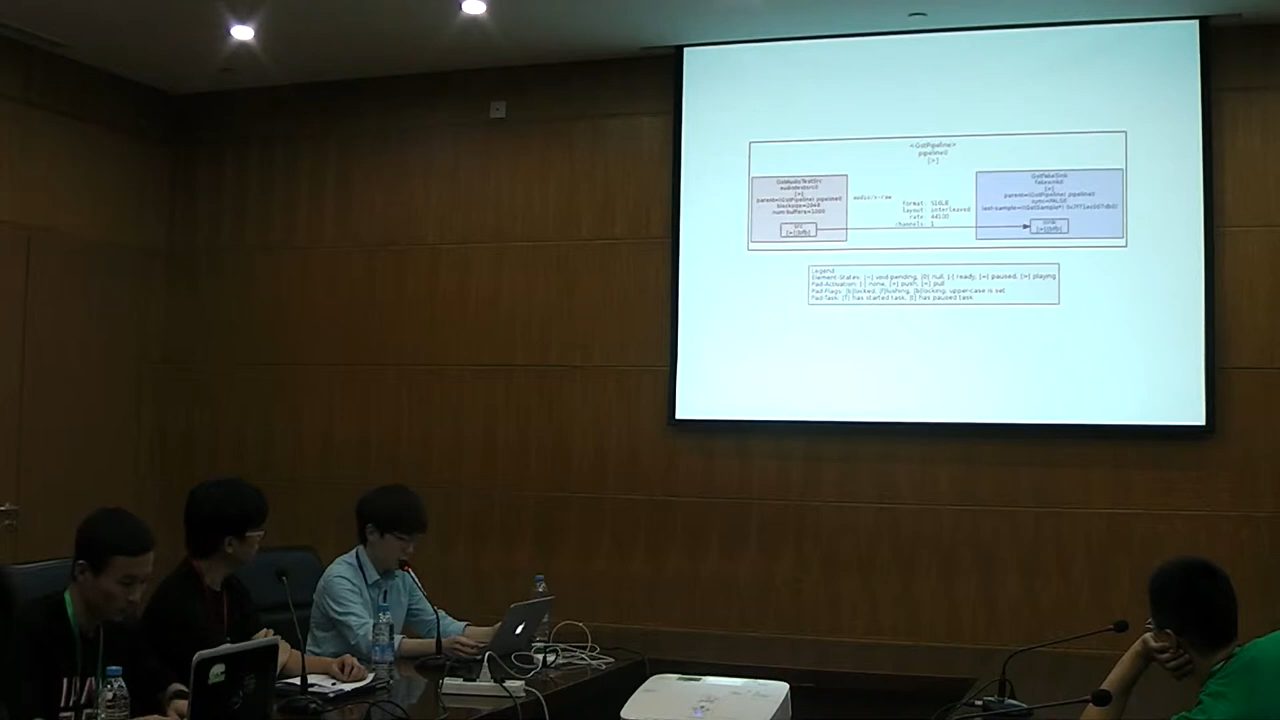 <GstPipeline>
pipeline0
[>]
GstAudioTestSrc
audiotestsrc0
[>]
parent=(GstPipeline) pipeline0
blocksize=2048
num-buffers=1000
src
[>][bfb]
audio/x-raw
format: S16LE
layout: interleaved
rate: 44100
channels: 1
GstFakeSink
fakesink0
[>]
parent=(GstPipeline) pipeline0
sync=FALSE
sink
[>][bfb]
Legend
Element-States: [~] void-pending, [0] null, [-] ready, [=] paused, [>] playing
Pad-Activation: [-] none, [>] push, [<] pull
Pad-Flags: [b]locked, [f]lushing, [b]locking; upper-case is set
Pad-Task: [T] has started task, [t] has paused task